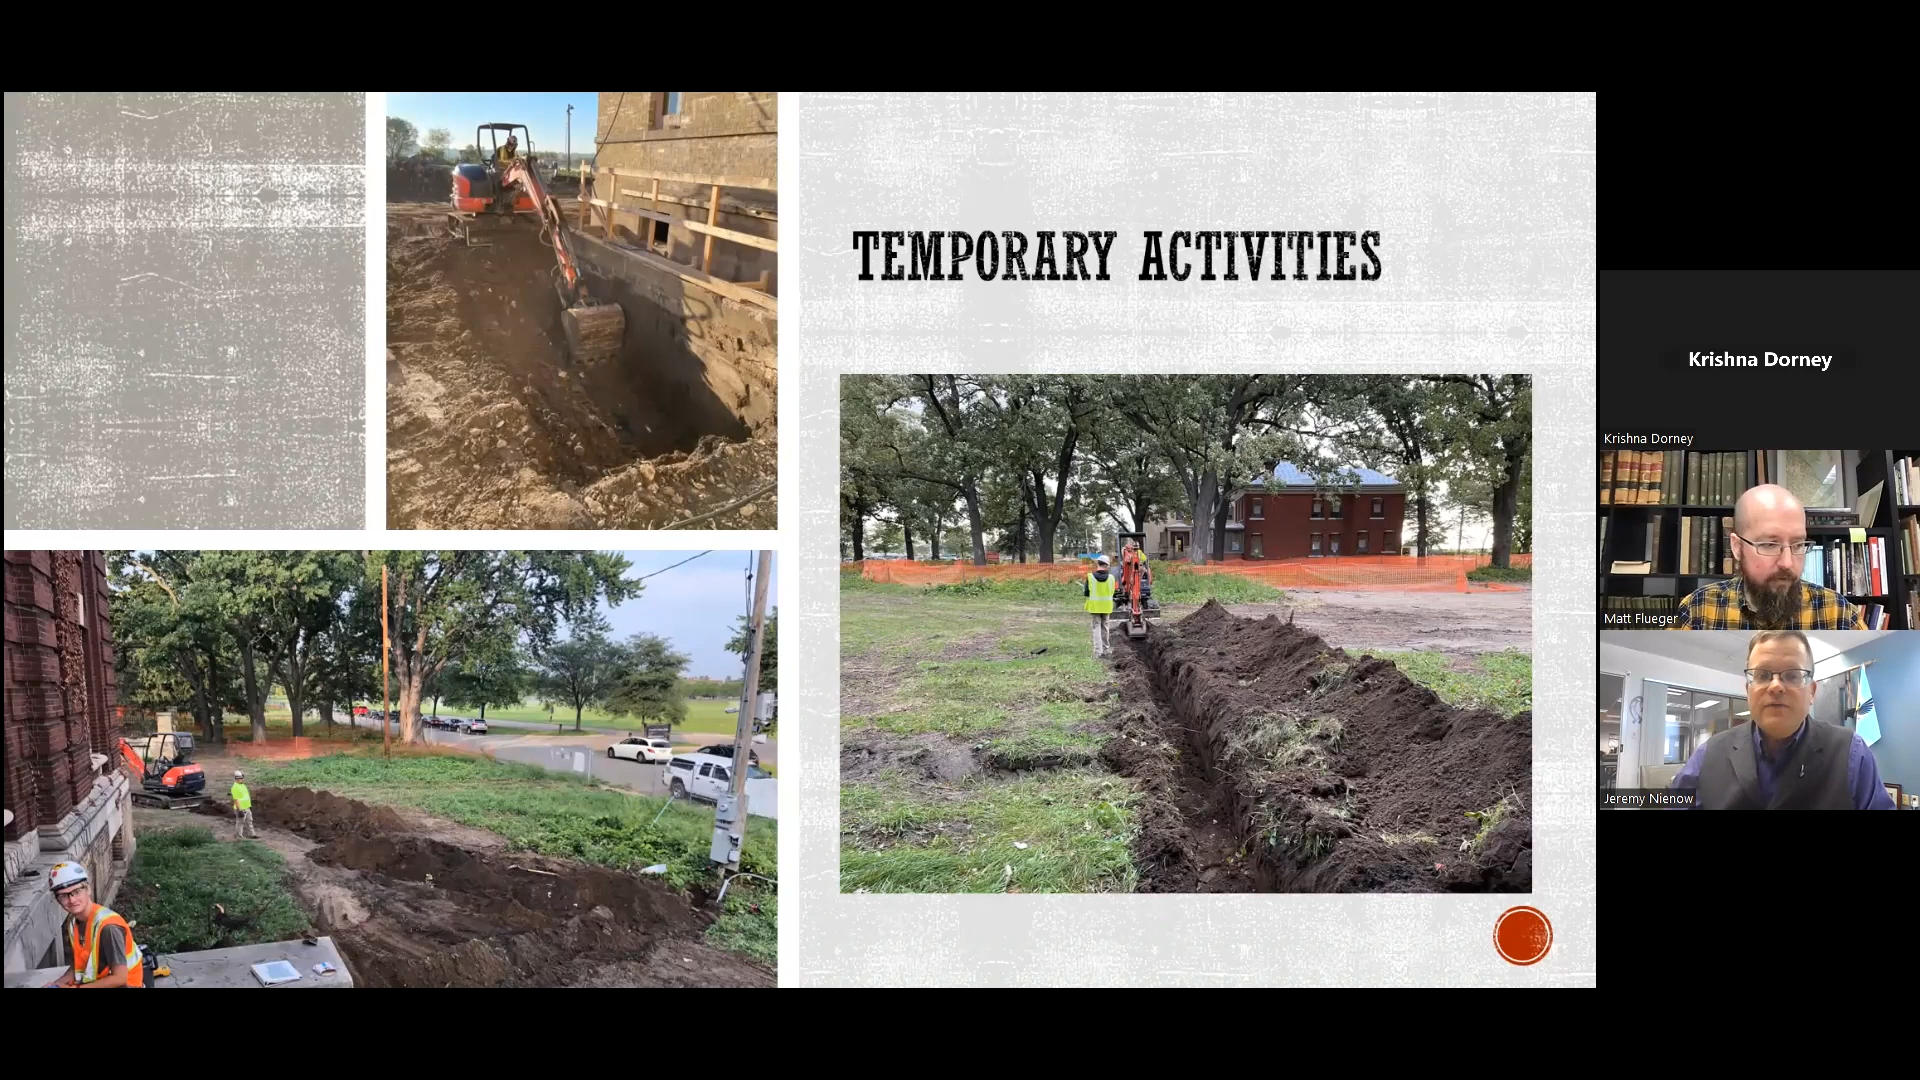 TEMPORARY ACTIVITIES
Krishna Dorney
Krishna Dorney
Matt Flueger
Jeremy Nienow